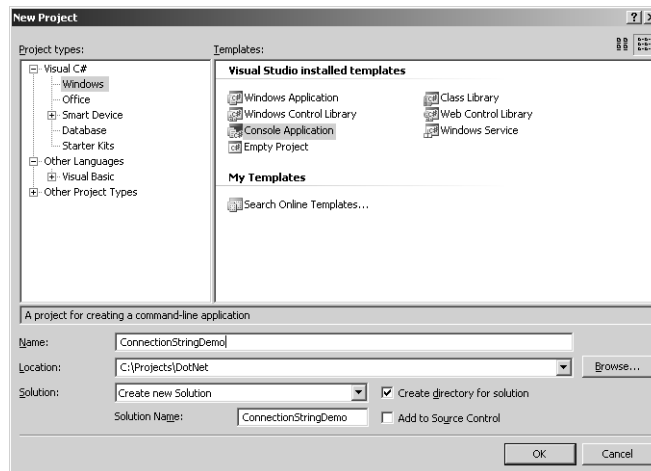 New Project
Project types:
Templates:
Visual C#
Windows
Office
Smart Device
Database
Starter Kits
Other Languages
Visual Basic
Other Project Types
Visual Studio installed templates
Windows Application
Class Library
Windows Control Library
Web Control Library
Console Application
Windows Service
Empty Project
My Templates
Search Online Templates...
A project for creating a command-line application
Name:
ConnectionStringDemo
Location:
C:\Projects\DotNet
Browse...
Solution:
Create new Solution
Create directory for solution
Solution Name:
ConnectionStringDemo
Add to Source Control
OK
Cancel